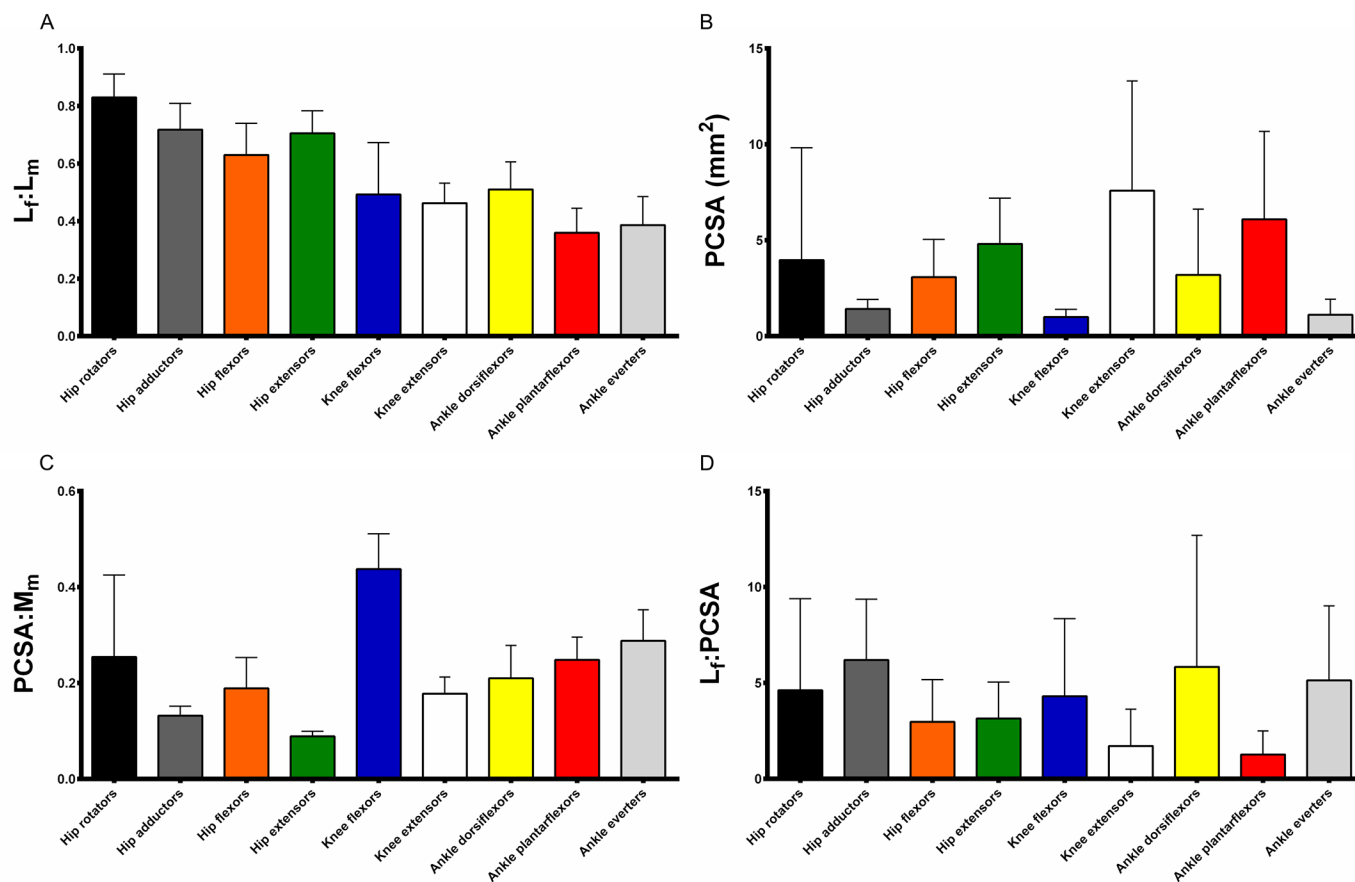 A
1.0
0.8
0.6
0.4
0.2
0.0
Lf:Lm
Hip rotators
Hip adductors
Hip flexors
Hip extensors
Knee flexors
Knee extensors
Ankle dorsiflexors
Ankle plantarflexors
Ankle everters
B
15
10
5
0
PCSA (mm²)
Hip rotators
Hip adductors
Hip flexors
Hip extensors
Knee flexors
Knee extensors
Ankle dorsiflexors
Ankle plantarflexors
Ankle everters
C
0.6
0.4
0.2
0.0
PCSA:Mm
Hip rotators
Hip adductors
Hip flexors
Hip extensors
Knee flexors
Knee extensors
Ankle dorsiflexors
Ankle plantarflexors
Ankle everters
D
15
10
5
0
Lf:PCSA
Hip rotators
Hip adductors
Hip flexors
Hip extensors
Knee flexors
Knee extensors
Ankle dorsiflexors
Ankle plantarflexors
Ankle everters